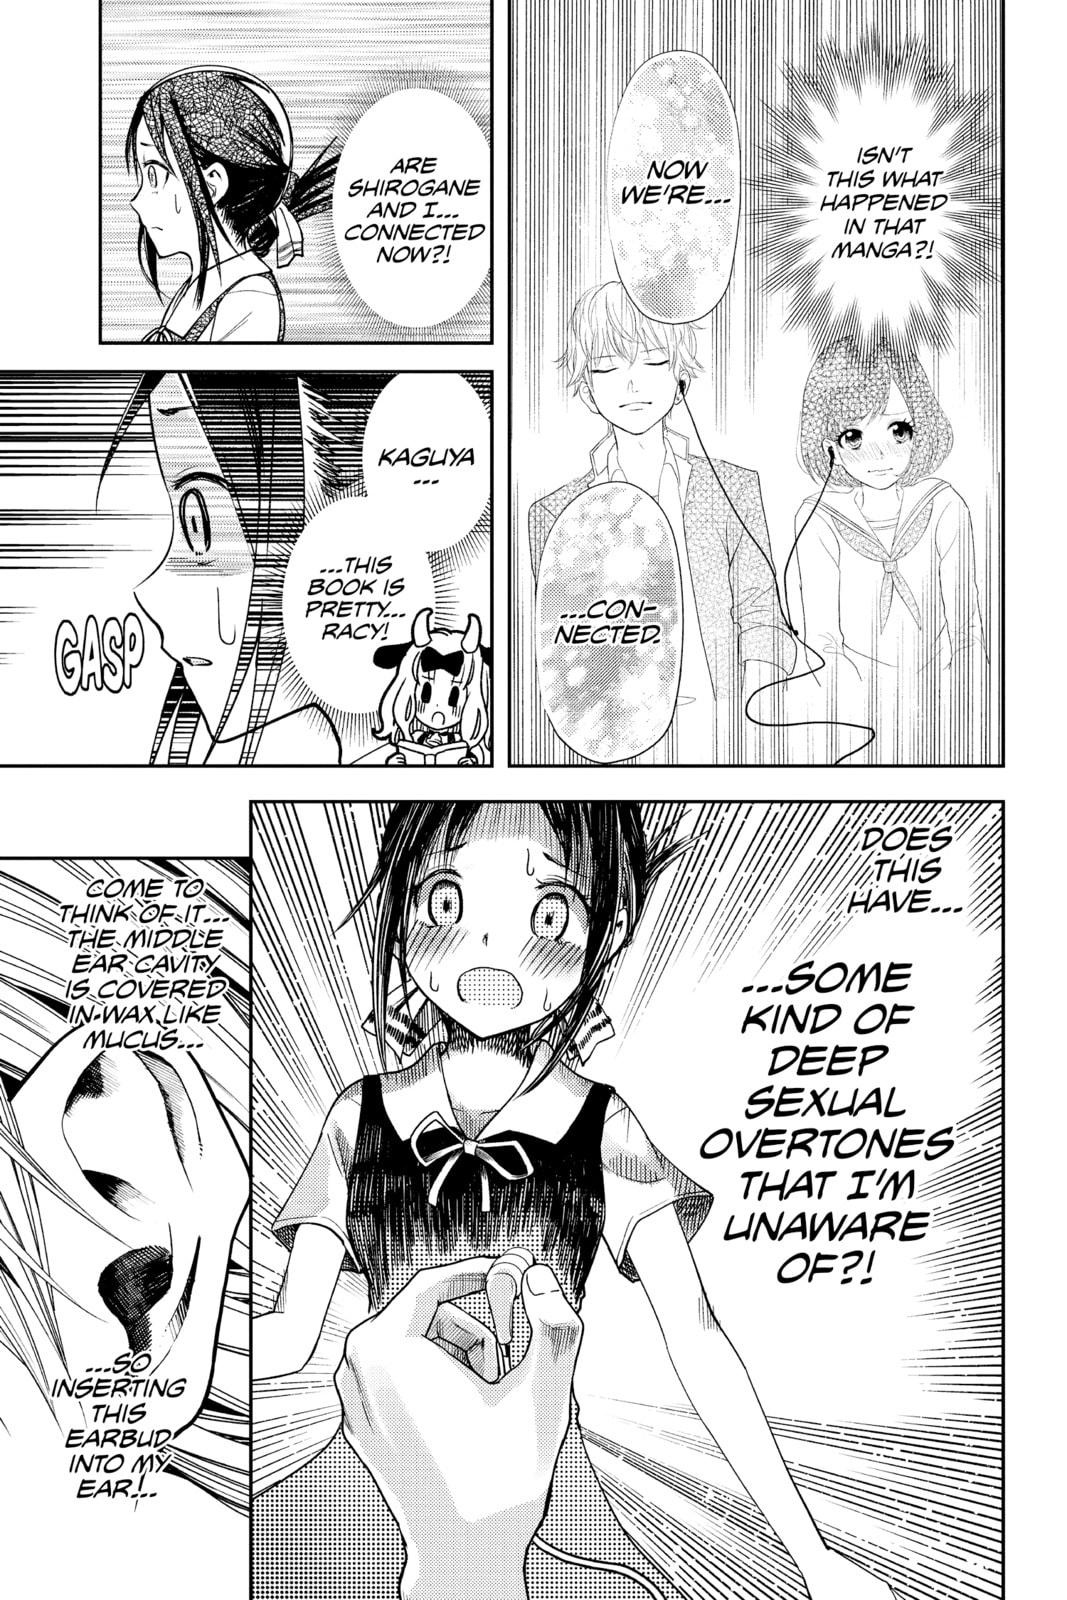 ISN'T
THIS WHAT
HAPPENED
IN THAT
MANGA?!
NOW
WE'RE...
...CON-
NECTED.
ARE
SHIROGANE
AND I...
CONNECTED
NOW?!
KAGUYA
...
...THIS
BOOK IS
PRETTY...
RACY!
GASP
DOES
THIS
HAVE...
...SOME
KIND OF
DEEP
SEXUAL
OVERTONES
THAT I'M
UNAWARE
OF?!
COME TO
THINK OF IT...
THE MIDDLE
EAR CAVITY
IS COVERED
IN WAX LIKE
MUCUS...
...SO
INSERTING
THIS
EARBUD
INTO MY
EAR!...